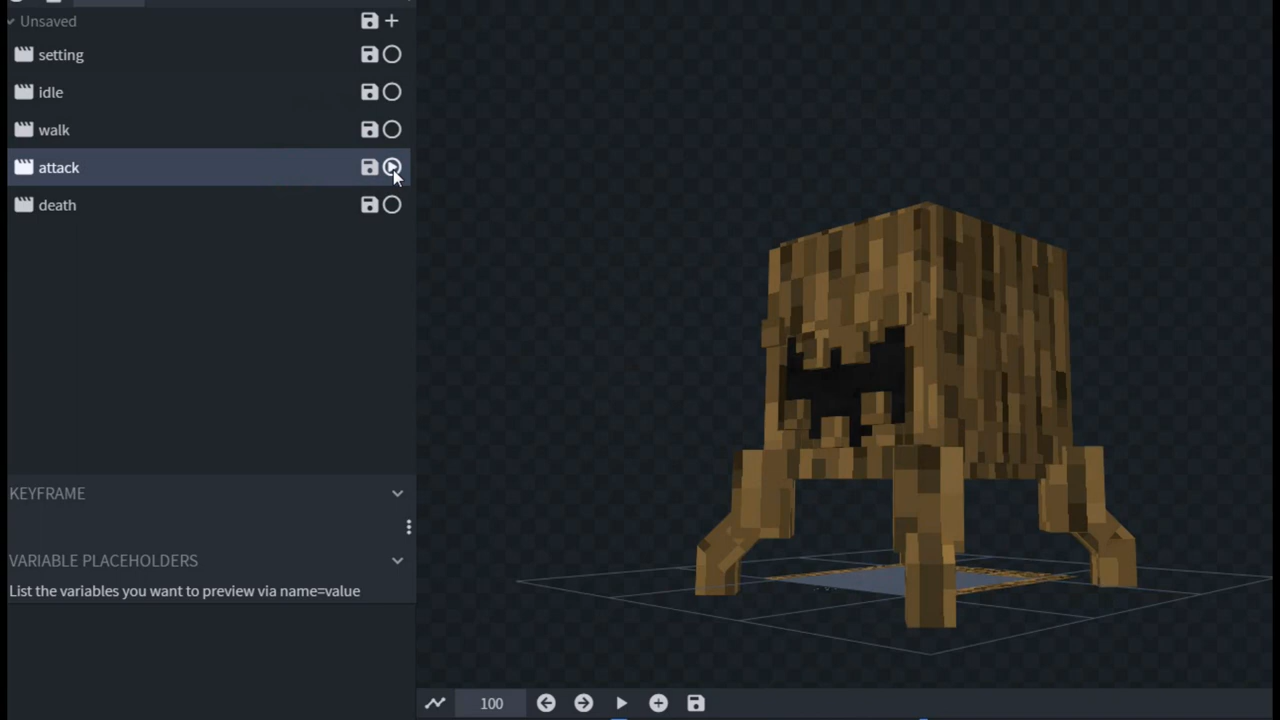 Unsaved
setting
idle
walk
attack
death
KEYFRAME
VARIABLE PLACEHOLDERS
List the variables you want to preview via name=value
100